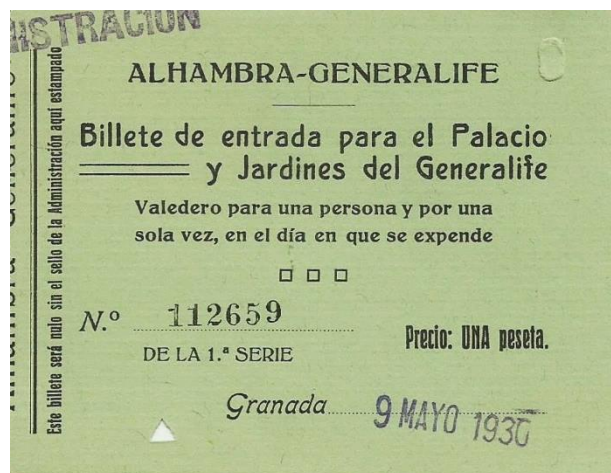 ALHAMBRA-GENERALIFE
Billete de entrada para el Palacio
y Jardines del Generalife
Valedero para una persona y por una
sola vez, en el día en que se expende
N.º 112659
DE LA 1.ª SERIE
Precio: UNA peseta.
Granada 9 MAYO 1930
Este billete será nulo sin el sello de la Administración aquí estampado